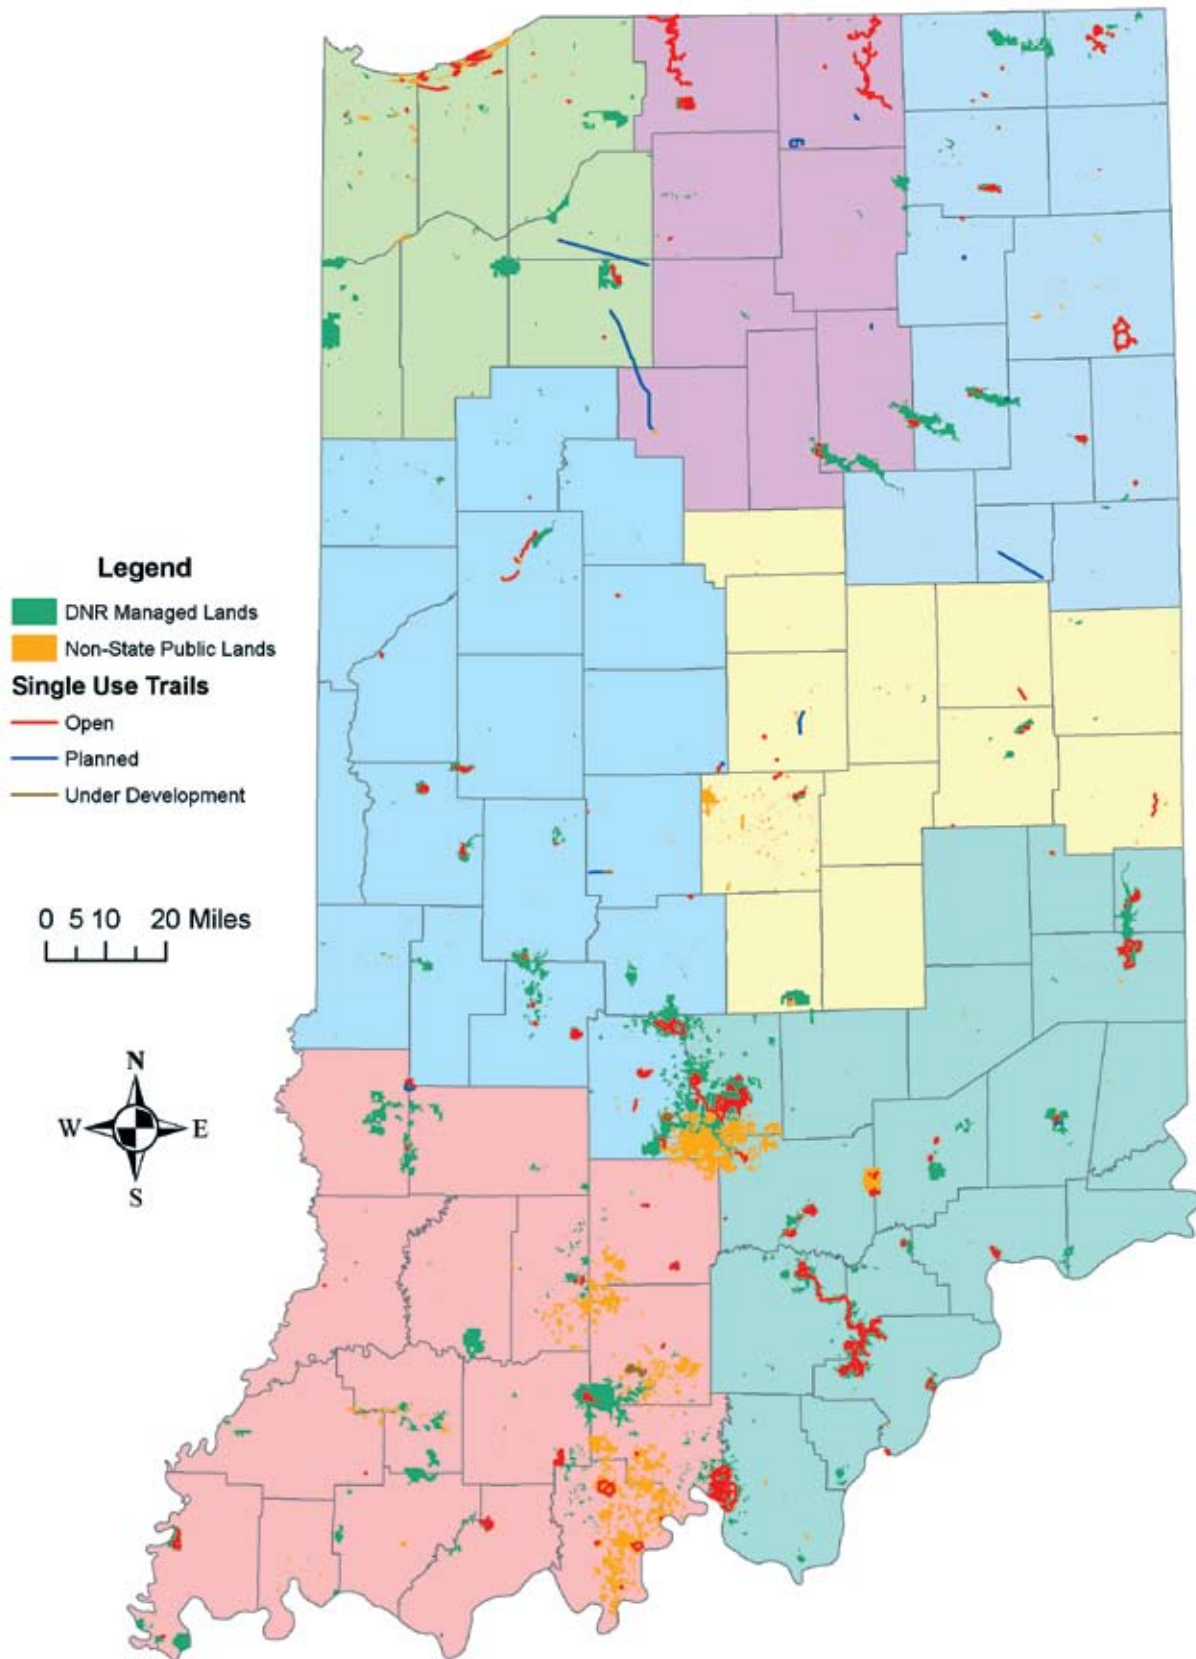 Legend
DNR Managed Lands
Non-State Public Lands
Single Use Trails
Open
Planned
Under Development
0 5 10 20 Miles
N
W E
S